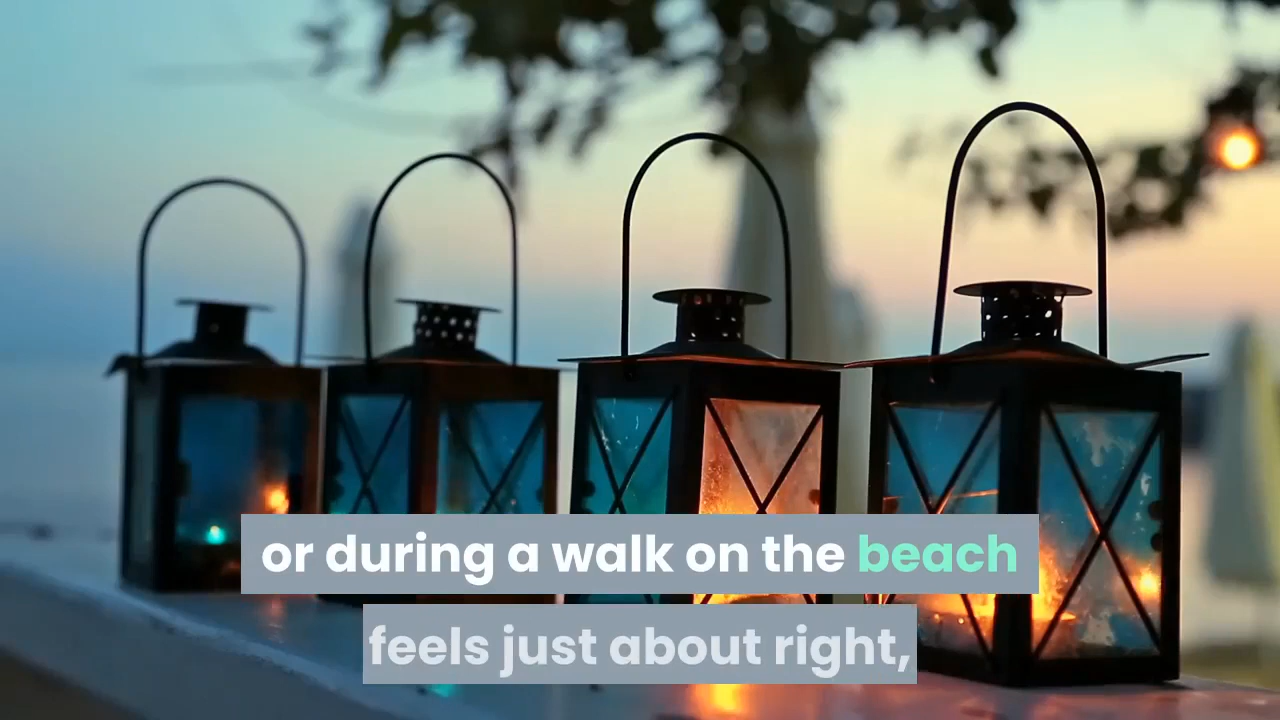 or during a walk on the beach
feels just about right,